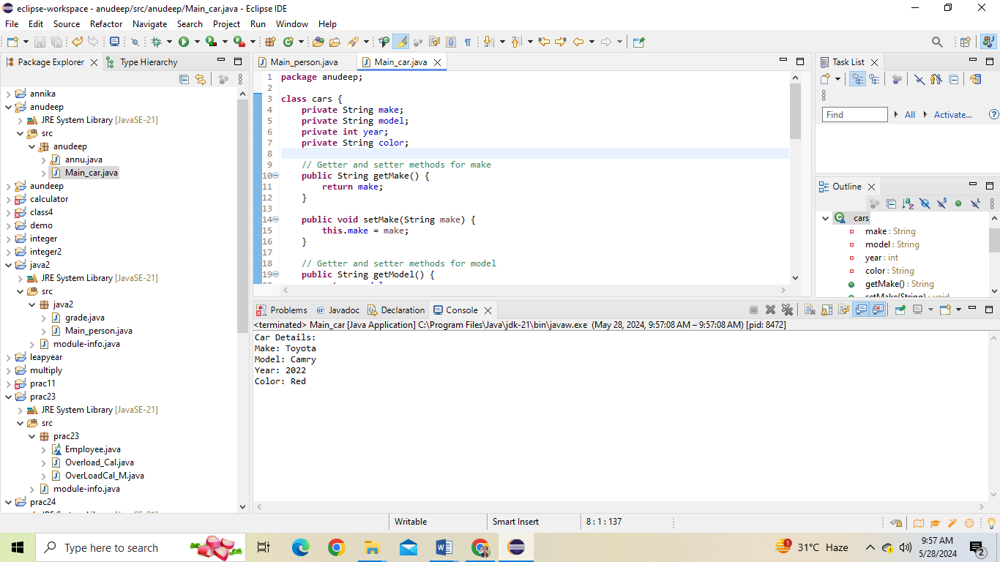 eclipse-workspace - anudeep/src/anudeep/Main_car.java - Eclipse IDE
File Edit Source Refactor Navigate Search Project Run Window Help
Package Explorer
Type Hierarchy
annika
anudeep
JRE System Library [JavaSE-21]
src
anudeep
annu.java
Main_car.java
aundeep
calculator
class4
demo
integer
integer2
java2
JRE System Library [JavaSE-21]
src
java2
grade.java
Main_person.java
module-info.java
leapyear
multiply
prac11
prac23
JRE System Library [JavaSE-21]
src
prac23
Employee.java
Overload_Cal.java
OverLoadCal_M.java
module-info.java
prac24
Main_person.java
Main_car.java
1 package anudeep;
2
3 class cars {
4 private String make;
5 private String model;
6 private int year;
7 private String color;
8
9 // Getter and setter methods for make
10 public String getMake() {
11 return make;
12 }
13
14 public void setMake(String make) {
15 this.make = make;
16 }
17
18 // Getter and setter methods for model
19 public String getModel() {
Task List
Find
All
Activate...
Outline
cars
make : String
model : String
year : int
color : String
getMake() : String
setMake(String) : void
Problems
@ Javadoc
Declaration
Console
<terminated> Main_car [Java Application] C:\Program Files\Java\jdk-21\bin\javaw.exe (May 28, 2024, 9:57:08 AM – 9:57:08 AM) [pid: 8472]
Car Details:
Make: Toyota
Model: Camry
Year: 2022
Color: Red
Writable
Smart Insert
8 : 1 : 137
Type here to search
31°C Haze
9:57 AM
5/28/2024
2